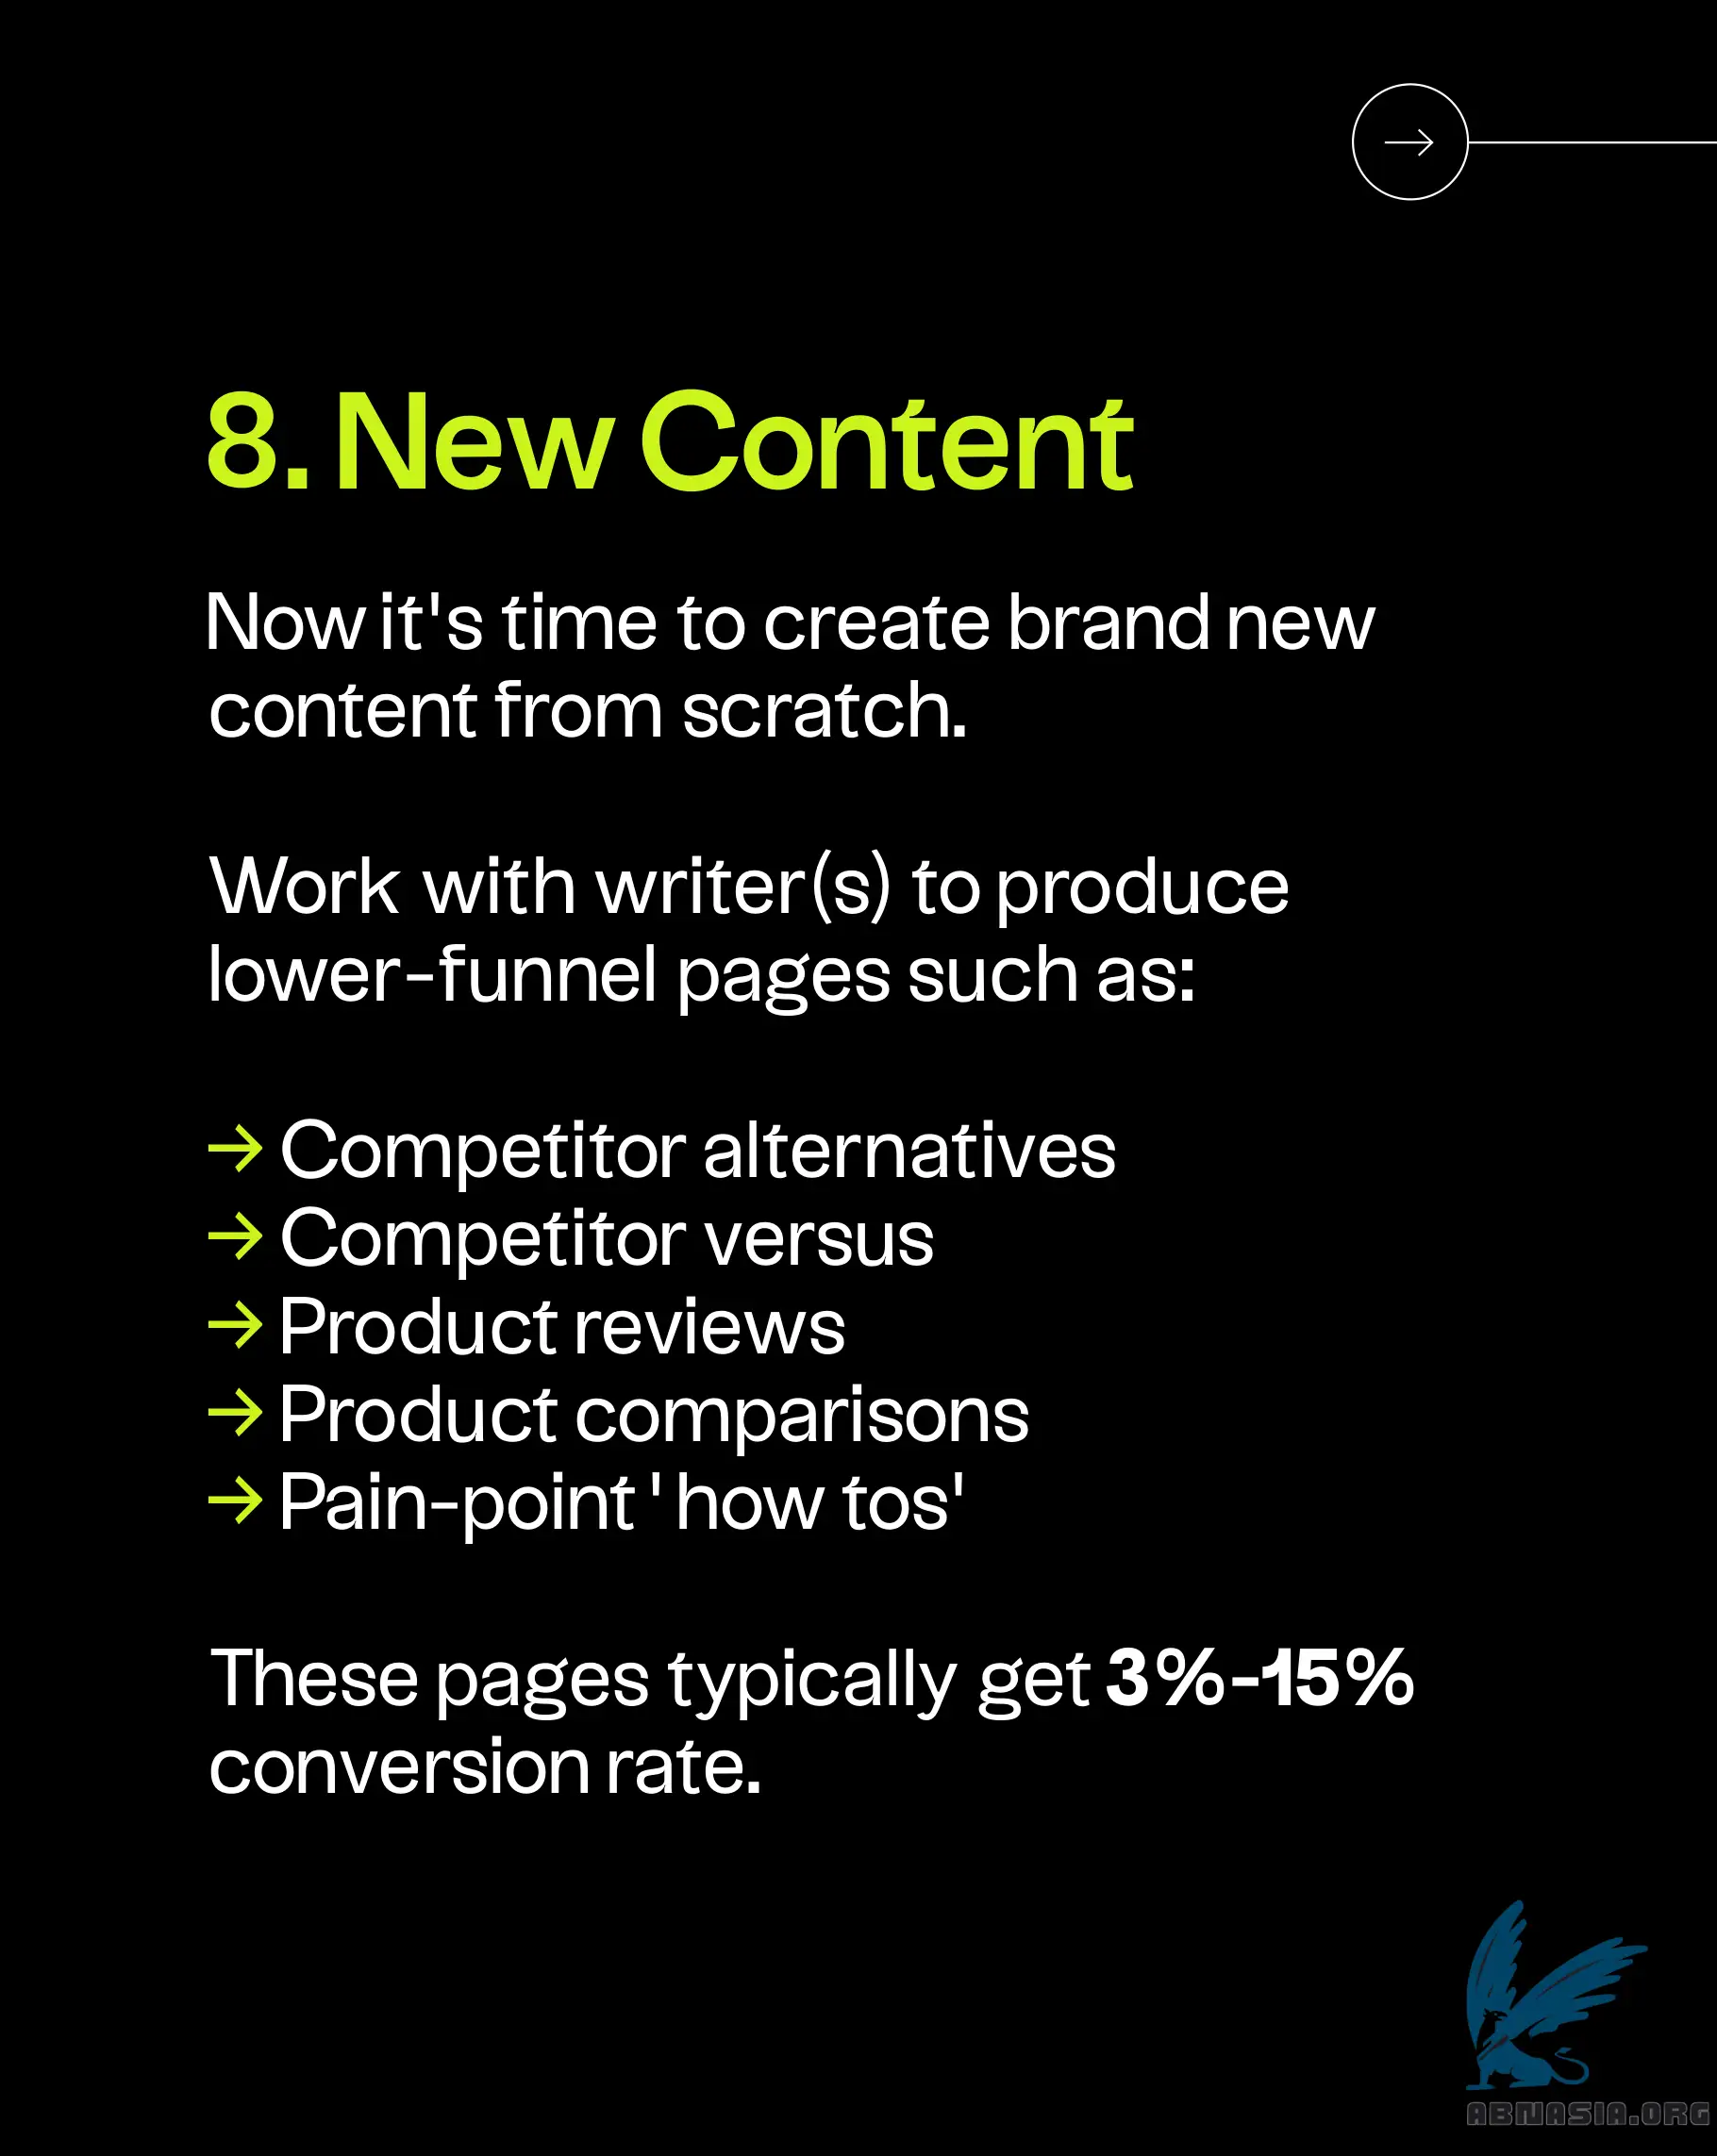 8. New Content
Now it's time to create brand new
content from scratch.
Work with writer(s) to produce
lower-funnel pages such as:
→ Competitor alternatives
→ Competitor versus
→ Product reviews
→ Product comparisons
→ Pain-point 'how tos'
These pages typically get 3%-15%
conversion rate.
ABNASIA.ORG